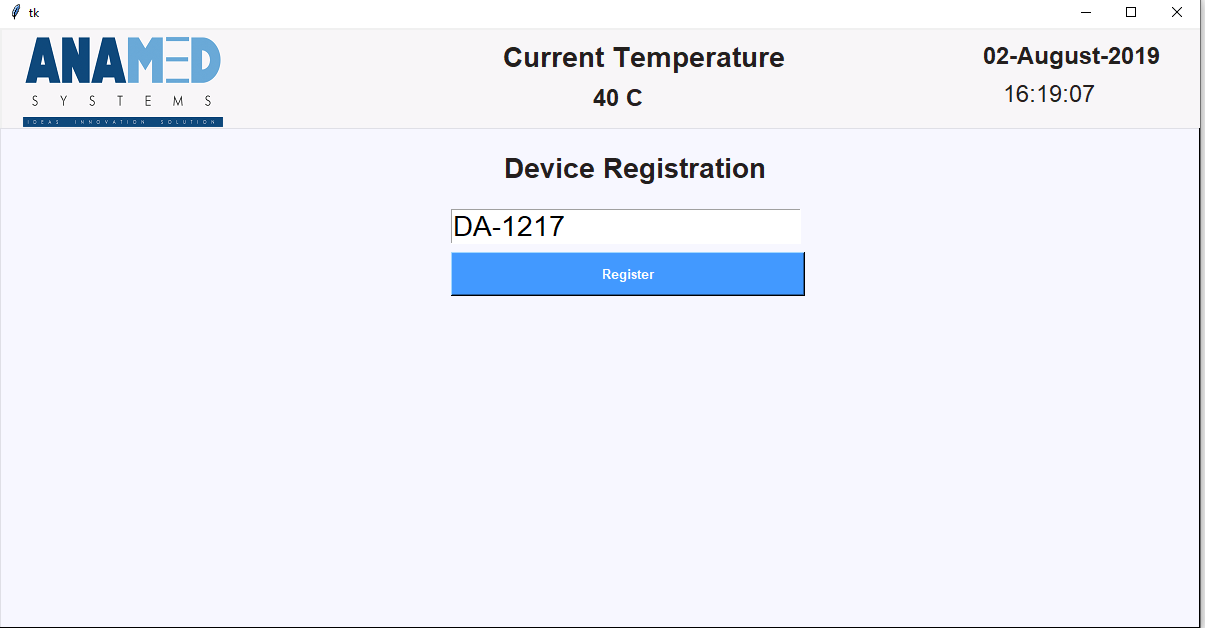 tk
ANAMED
SYSTEMS
IDEAS INNOVATION SOLUTION
Current Temperature
40 C
02-August-2019
16:19:07
Device Registration
DA-1217
Register